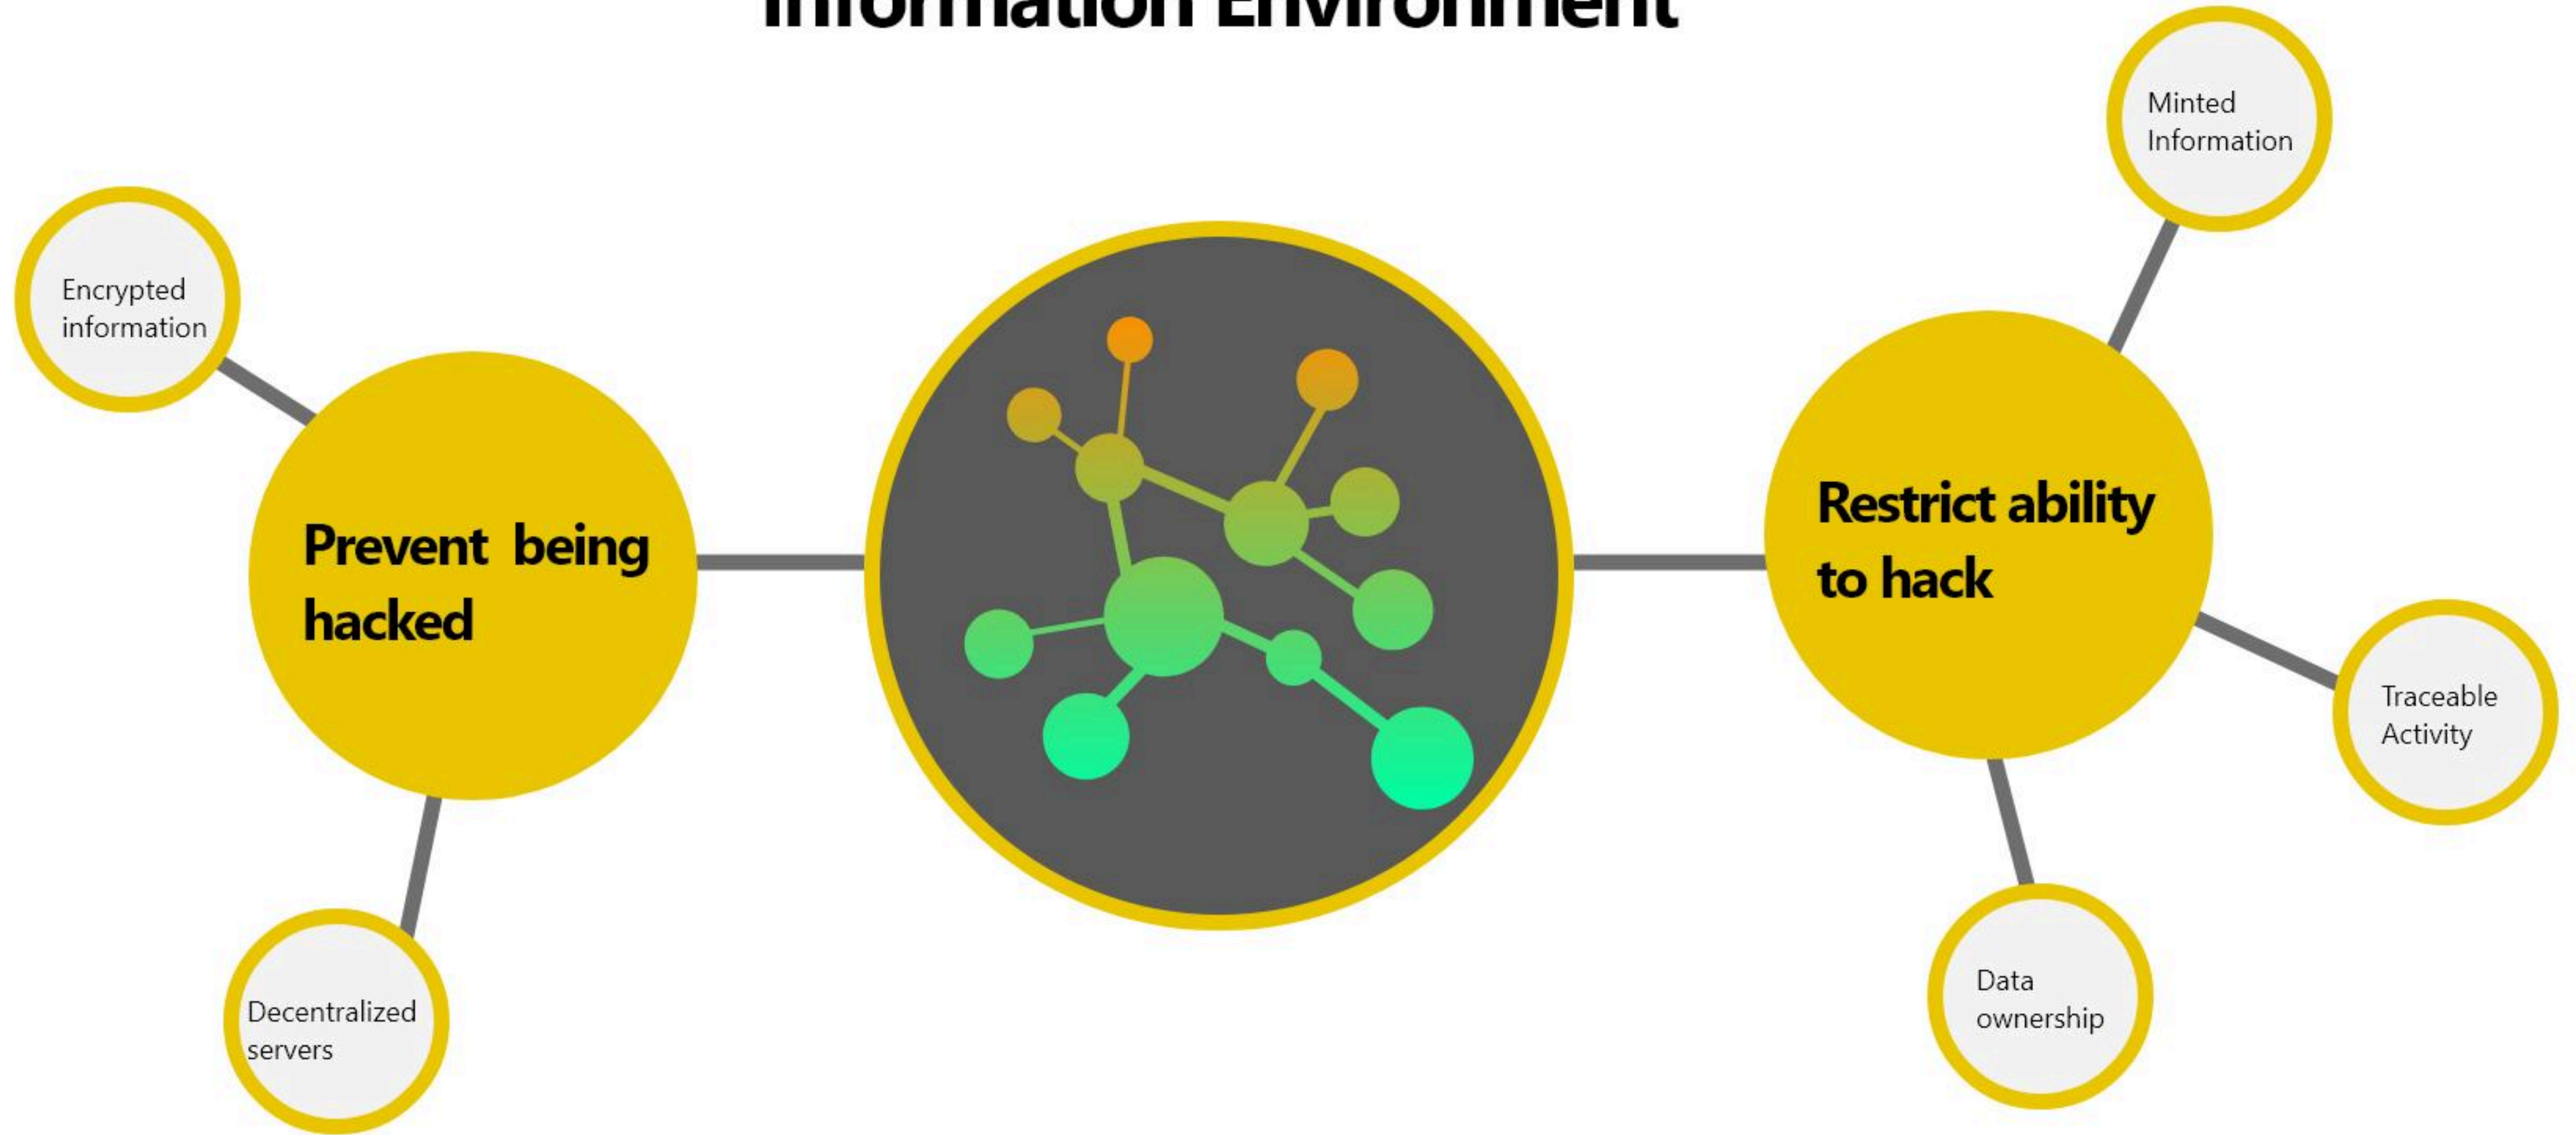 Information Environment
Minted
Information
Encrypted
information
Prevent being
hacked
Restrict ability
to hack
Traceable
Activity
Data
ownership
Decentralized
servers